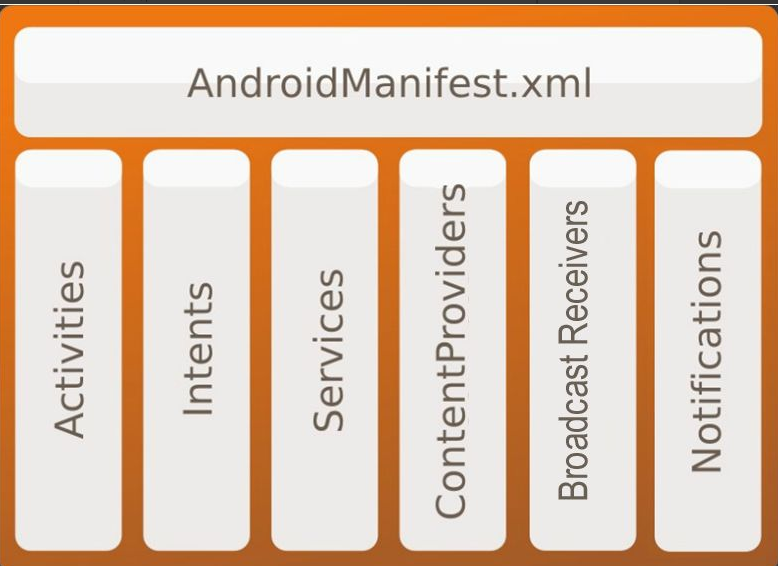 AndroidManifest.xml
Activities
Intents
Services
ContentProviders
Broadcast Receivers
Notifications